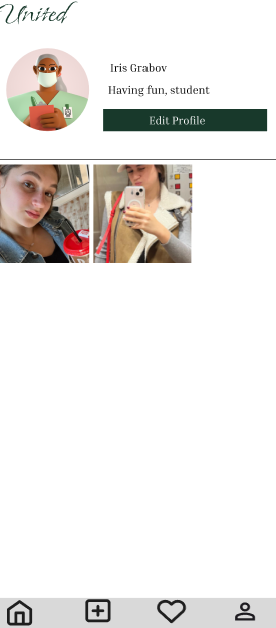 United
Iris Grabov
Having fun, student
Edit Profile